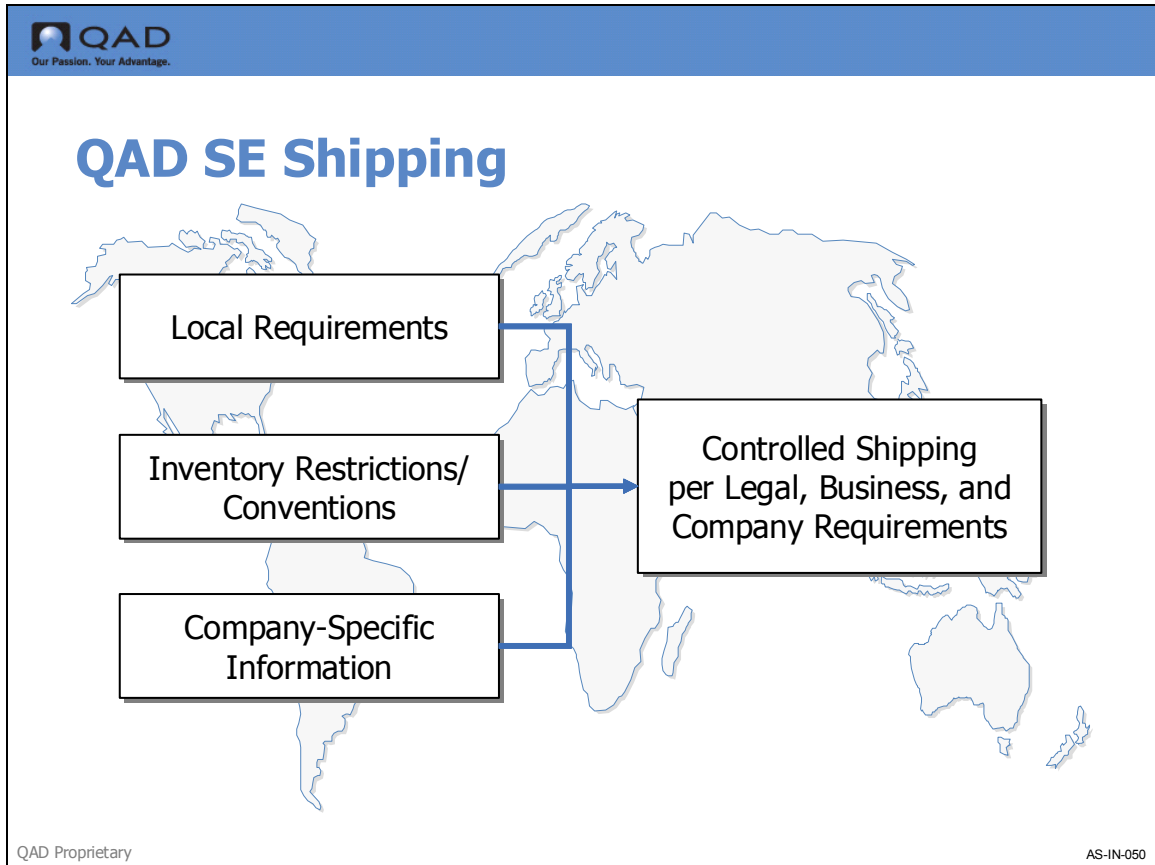 QAD
Our Passion. Your Advantage.
QAD SE Shipping
Local Requirements
Inventory Restrictions/
Conventions
Company-Specific
Information
Controlled Shipping
per Legal, Business, and
Company Requirements
QAD Proprietary
AS-IN-050